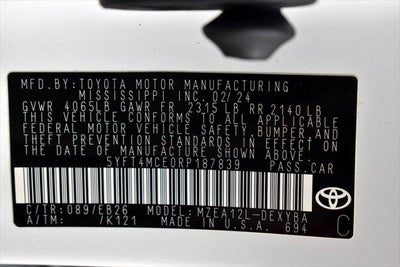 MFD.BY:TOYOTA MOTOR MANUFACTURING
MISSISSIPPI INC 02/24
GVWR 4065LB GAWR FR 2315LB RR 2140LB
THIS VEHICLE CONFORMS TO ALL APPLICABLE
FEDERAL MOTOR VEHICLE SAFETY, BUMPER, AND
THEFT PREVENTION STANDARDS IN EFFECT ON
THE DATE OF MANUFACTURE SHOWN ABOVE.
5YFT4MCE0RP187839 PASS.CAR
C/TR:089/EB26 MODEL:MZEA12L-DEXYBA
A/TM: /K121 MADE IN U.S.A. 694
TOYOTA
C